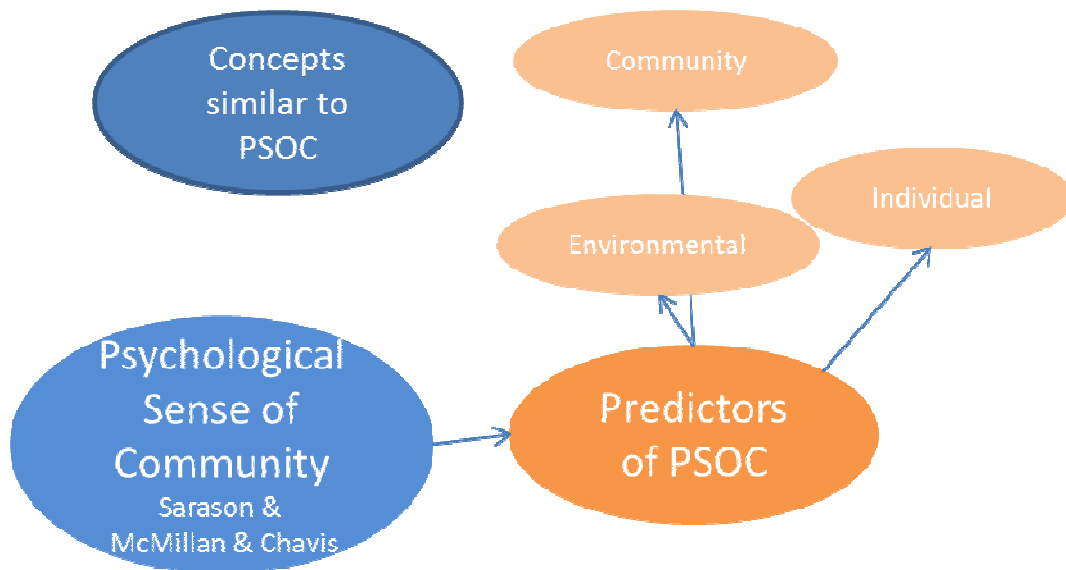 Concepts
similar to
PSOC
Community
Individual
Environmental
Psychological
Sense of
Community
Sarason &
McMillan & Chavis
Predictors
of PSOC